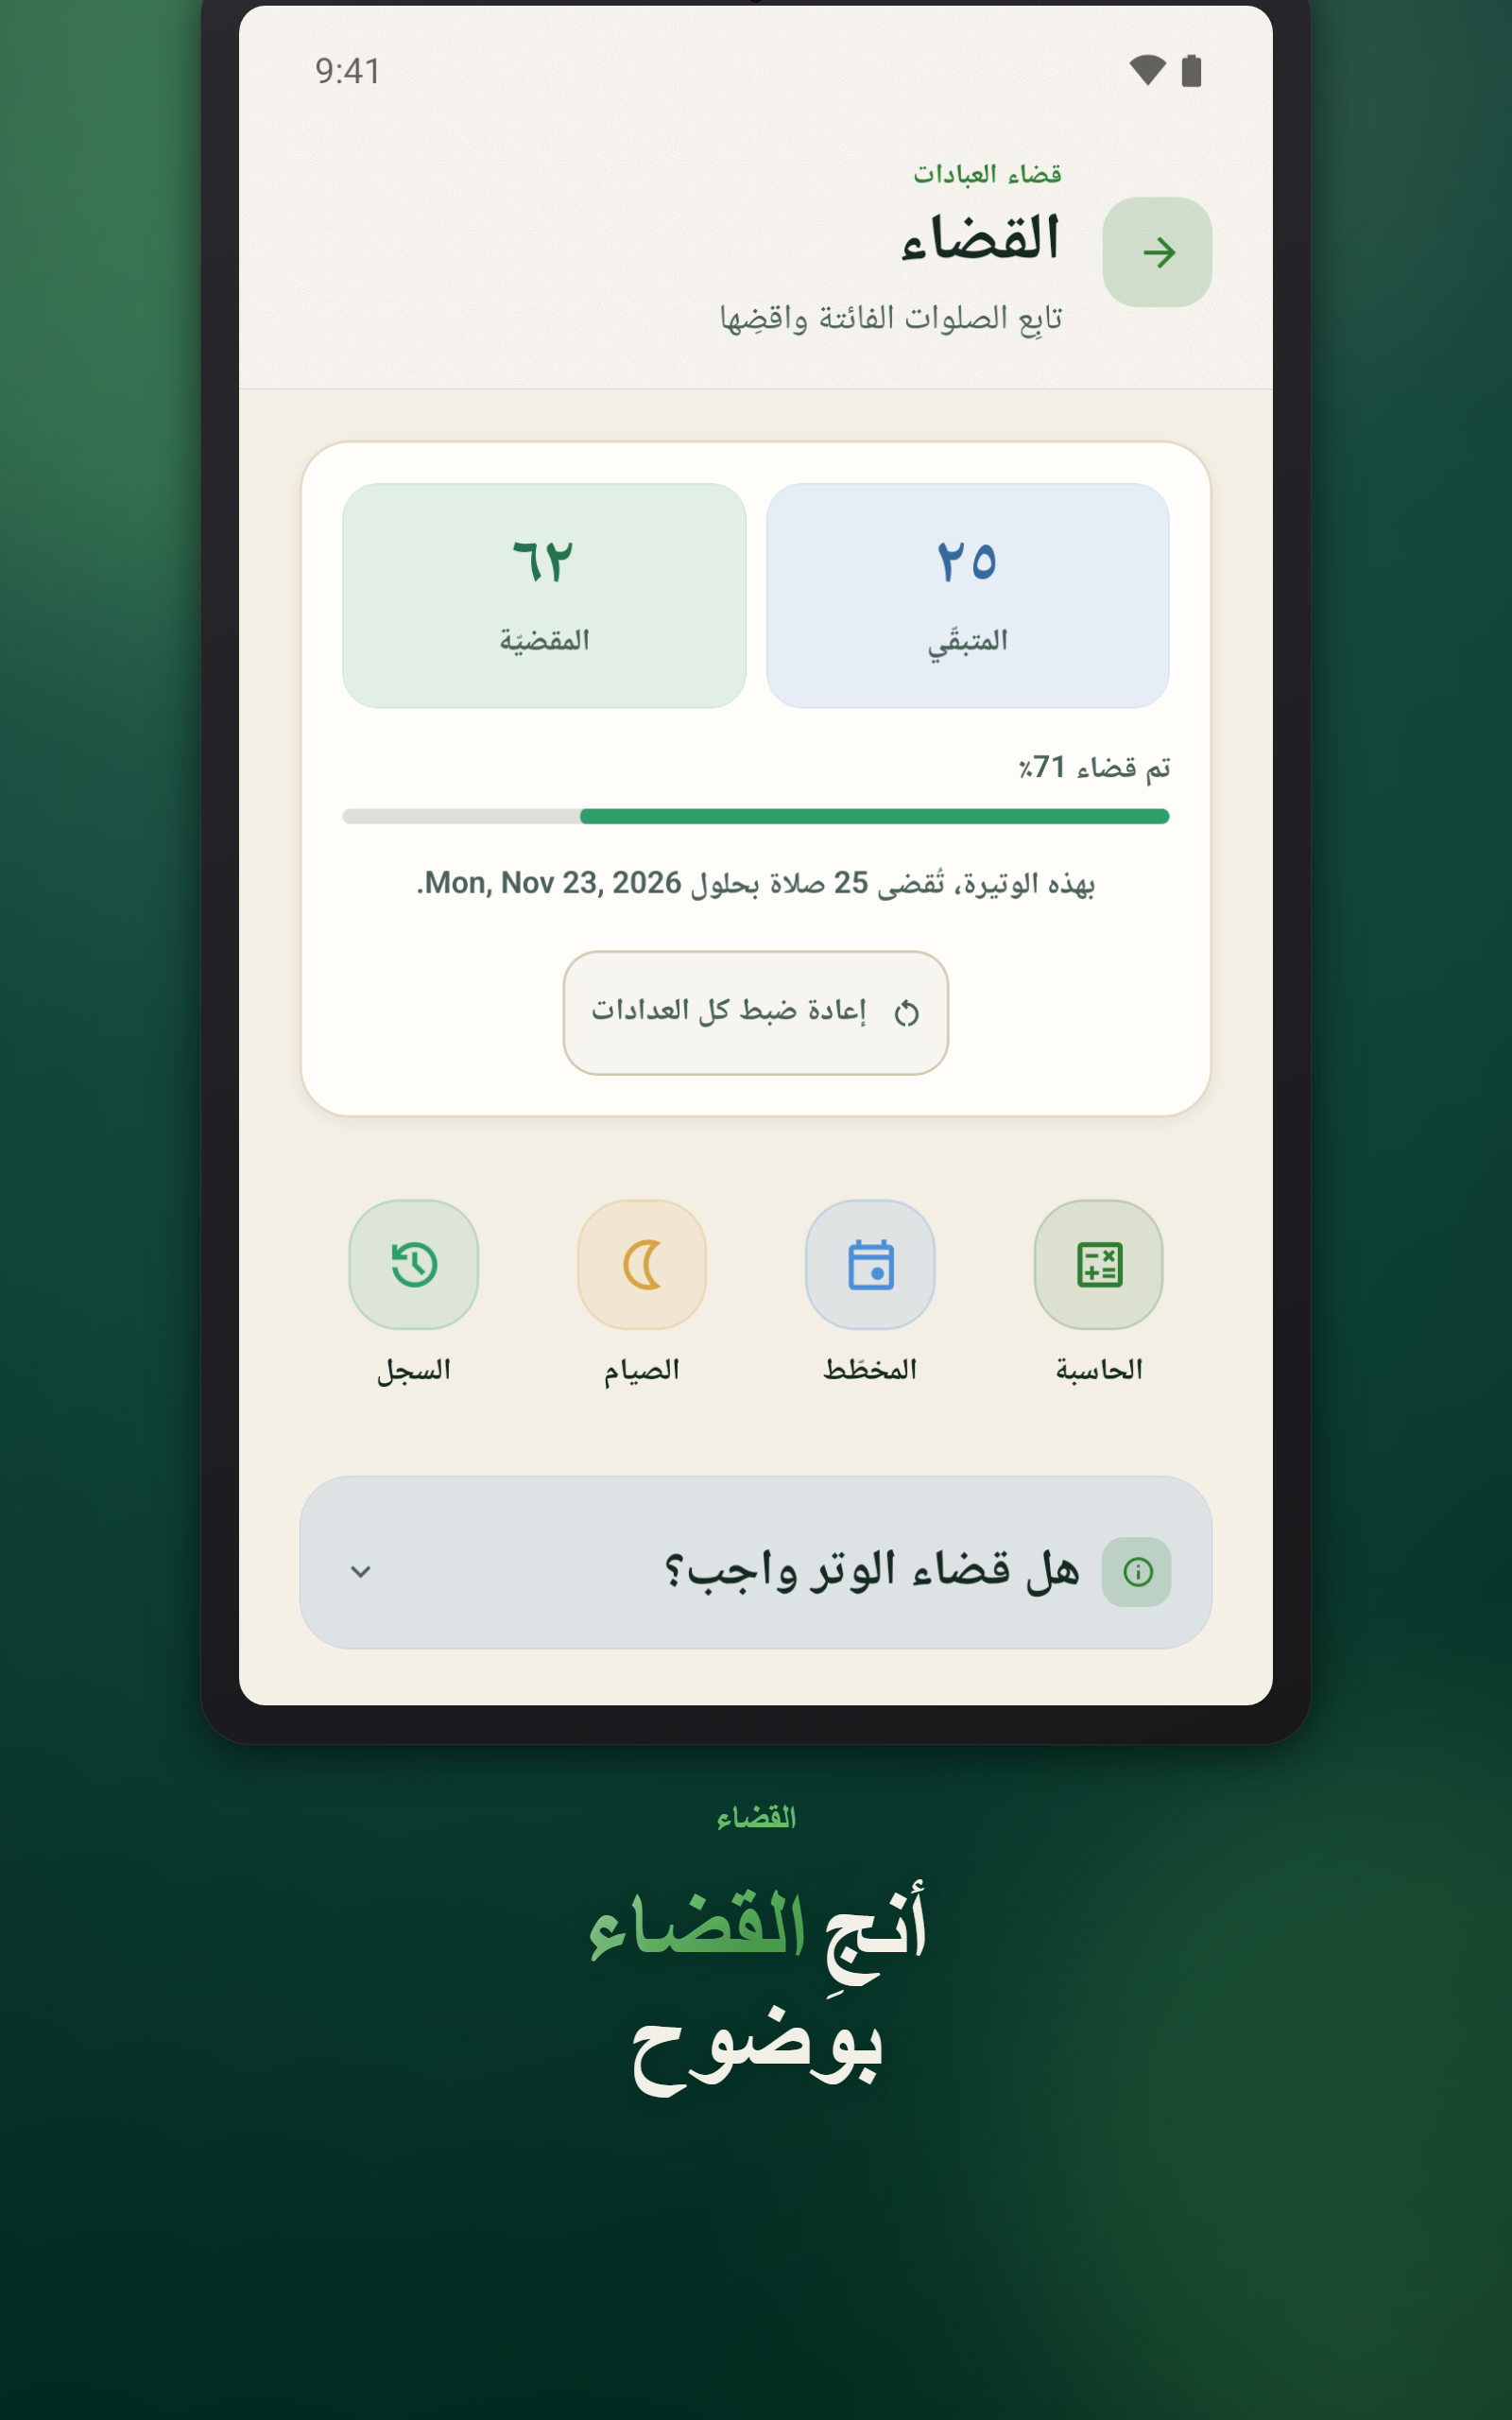 9:41
قضاء العبادات
القضاء
تابِع الصلوات الفائتة واقضِها
٢٥
المتبقّي
٦٢
المقضيّة
تم قضاء 71٪
بهذه الوتيرة، تُقضى 25 صلاة بحلول Mon, Nov 23, 2026.
إعادة ضبط كل العدادات
الحاسبة
المخطّط
الصيام
السجل
هل قضاء الوتر واجب؟
القضاء
أنجِ القضاء
بوضوح